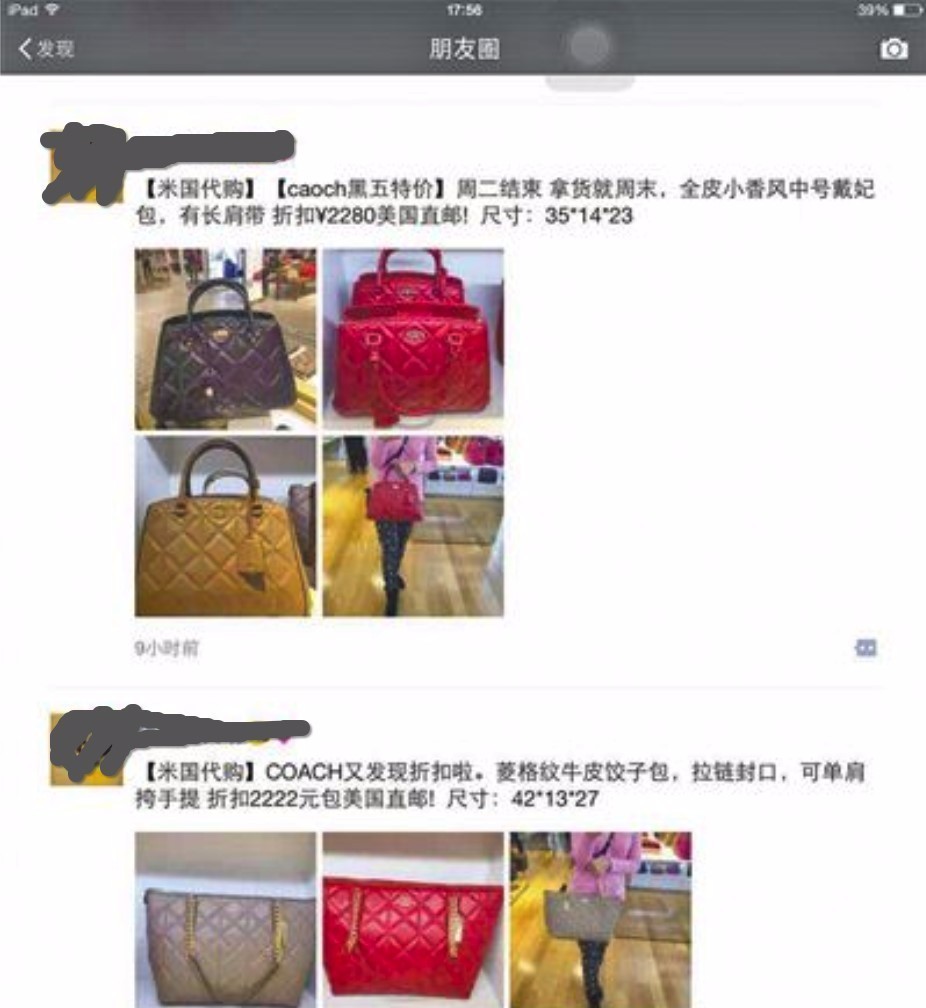 iPad 17:56 39%
发现 朋友圈
【米国代购】【caoch黑五特价】周二结束 拿货就周末，全皮小香风中号戴妃
包，有长肩带 折扣¥2280美国直邮！尺寸：35*14*23
9小时前
【米国代购】COACH又发现折扣啦。菱格纹牛皮饺子包，拉链封口，可单肩
挎手提 折扣2222元包美国直邮！尺寸：42*13*27